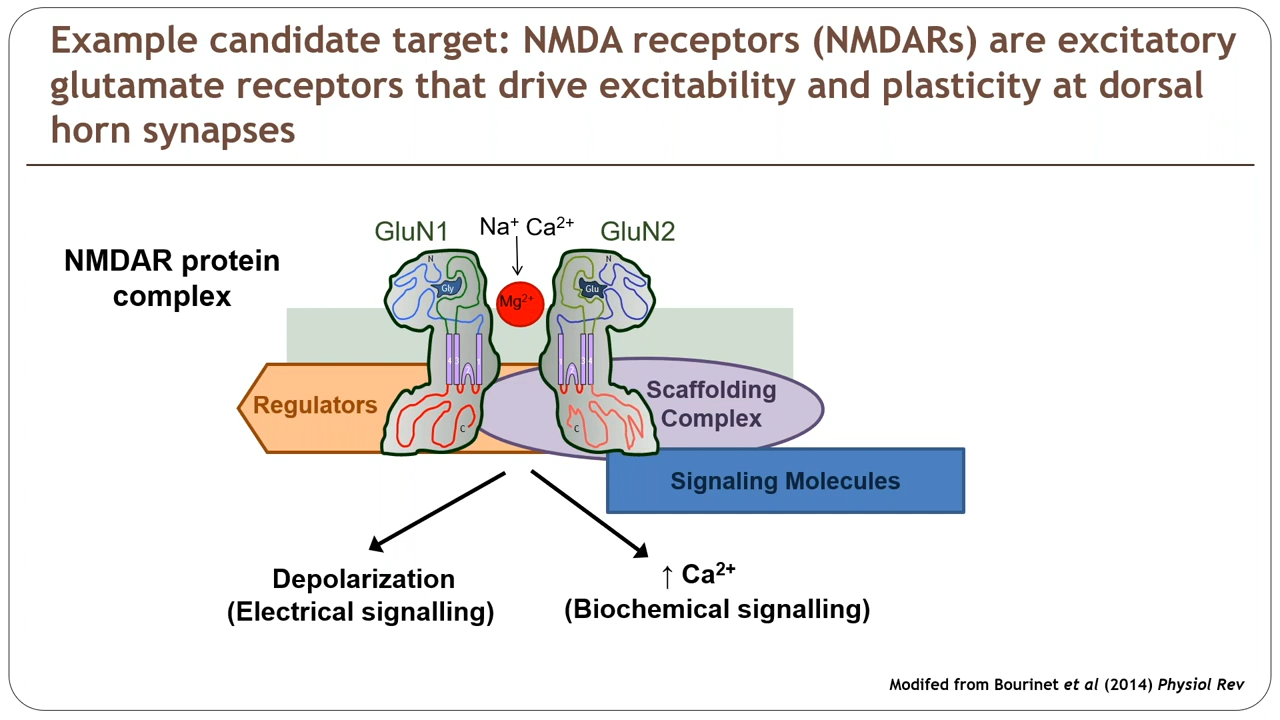 Example candidate target: NMDA receptors (NMDARs) are excitatory
glutamate receptors that drive excitability and plasticity at dorsal
horn synapses
NMDAR protein
complex
GluN1
Na⁺ Ca²⁺
GluN2
N
N
Gly
Mg²⁺
Glu
Regulators
Scaffolding
Complex
C
C
Signaling Molecules
Depolarization
(Electrical signalling)
↑ Ca²⁺
(Biochemical signalling)
Modifed from Bourinet et al (2014) Physiol Rev